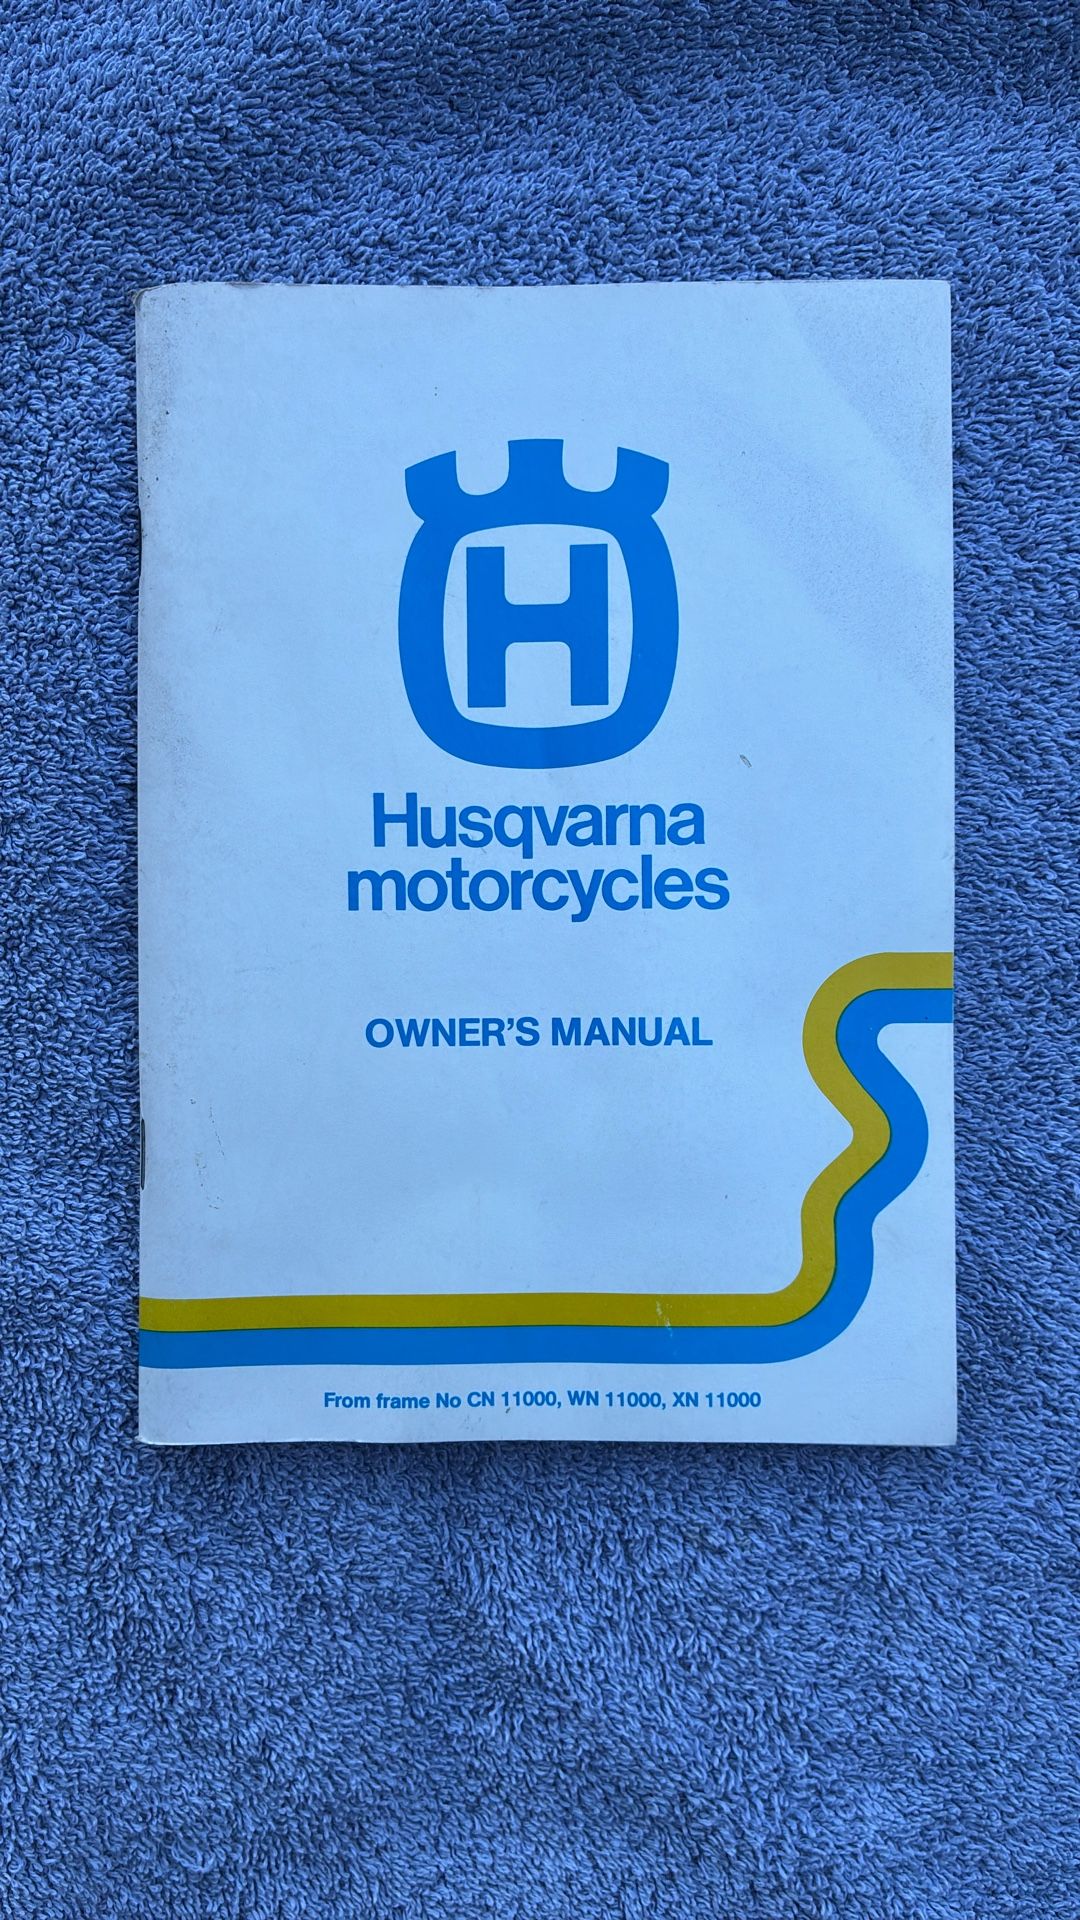 H
Husqvarna
motorcycles
OWNER'S MANUAL
From frame No CN 11000, WN 11000, XN 11000